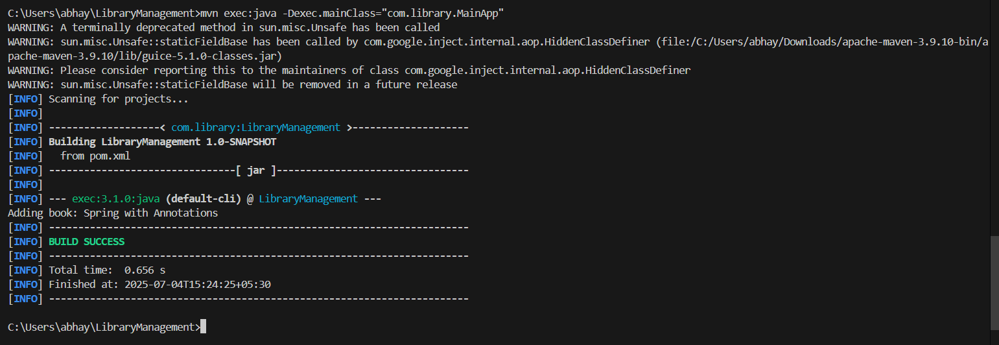 C:\Users\abhay\LibraryManagement>mvn exec:java -Dexec.mainClass="com.library.MainApp"
WARNING: A terminally deprecated method in sun.misc.Unsafe has been called
WARNING: sun.misc.Unsafe::staticFieldBase has been called by com.google.inject.internal.aop.HiddenClassDefiner (file:/C:/Users/abhay/Downloads/apache-maven-3.9.10-bin/a
pache-maven-3.9.10/lib/guice-5.1.0-classes.jar)
WARNING: Please consider reporting this to the maintainers of class com.google.inject.internal.aop.HiddenClassDefiner
WARNING: sun.misc.Unsafe::staticFieldBase will be removed in a future release
[INFO] Scanning for projects...
[INFO]
[INFO] -------------------< com.library:LibraryManagement >--------------------
[INFO] Building LibraryManagement 1.0-SNAPSHOT
[INFO]   from pom.xml
[INFO] --------------------------------[ jar ]---------------------------------
[INFO]
[INFO] --- exec:3.1.0:java (default-cli) @ LibraryManagement ---
Adding book: Spring with Annotations
[INFO] ------------------------------------------------------------------------
[INFO] BUILD SUCCESS
[INFO] ------------------------------------------------------------------------
[INFO] Total time:  0.656 s
[INFO] Finished at: 2025-07-04T15:24:25+05:30
[INFO] ------------------------------------------------------------------------
C:\Users\abhay\LibraryManagement>